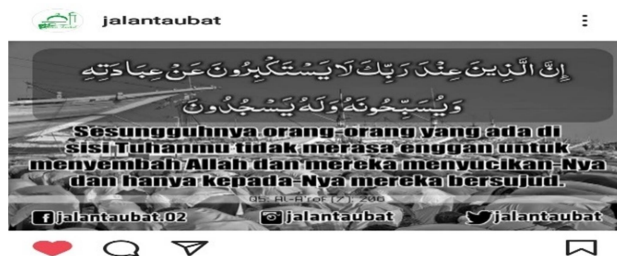 jalantaubat
إِنَّ الَّذِينَ عِنْدَ رَبِّكَ لَا يَسْتَكْبِرُونَ عَنْ عِبَادَتِهِ
وَيُسَبِّحُونَهُ وَلَهُ يَسْجُدُونَ
Sesungguhnya orang-orang yang ada di
sisi Tuhanmu tidak merasa enggan untuk
menyembah Allah dan mereka menyucikan-Nya
dan hanya kepada-Nya mereka bersujud.
QS: AL-A'rof (7): 206
jalantaubat.02 jalantaubat jalantaubat